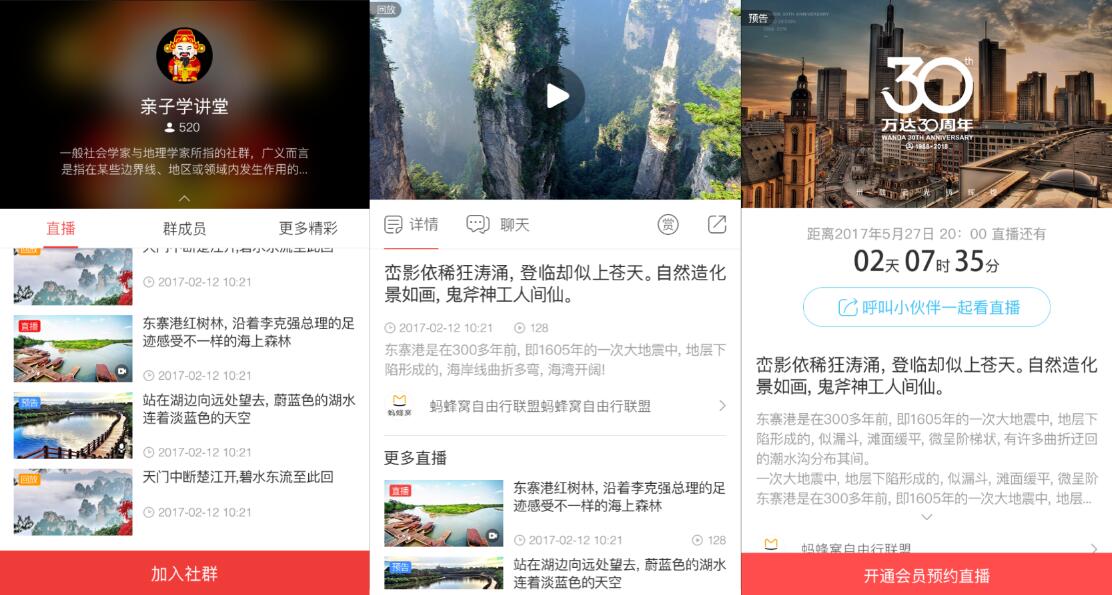 亲子学讲堂
520
一般社会学家与地理学家所指的社群，广义而言
是指在某些边界线、地区或领域内发生作用的...
直播
群成员
更多精彩
回放
天门中断楚江开,碧水东流至此回
2017-02-12 10:21
直播
东寨港红树林, 沿着李克强总理的足
迹感受不一样的海上森林
2017-02-12 10:21
预告
站在湖边向远处望去, 蔚蓝色的湖水
连着淡蓝色的天空
2017-02-12 10:21
回放
天门中断楚江开,碧水东流至此回
2017-02-12 10:21
加入社群
回放
详情
聊天
赏
峦影依稀狂涛涌, 登临却似上苍天。自然造化
景如画, 鬼斧神工人间仙。
2017-02-12 10:21
128
东寨港是在300多年前, 即1605年的一次大地震中, 地层下
陷形成的, 海岸线曲折多弯, 海湾开阔!
蚂蜂窝
蚂蜂窝自由行联盟蚂蜂窝自由行联盟
更多直播
直播
东寨港红树林, 沿着李克强总理的足
迹感受不一样的海上森林
2017-02-12 10:21
128
预告
站在湖边向远处望去, 蔚蓝色的湖水
连着淡蓝色的天空
预告
30th
万达30周年
WANDA 30TH ANNIVERSARY
1988-2018
距离2017年5月27日 20：00 直播还有
02天 07时 35分
呼叫小伙伴一起看直播
峦影依稀狂涛涌, 登临却似上苍天。自然造化
景如画, 鬼斧神工人间仙。
东寨港是在300多年前, 即1605年的一次大地震中, 地层下
陷形成的, 似漏斗, 滩面缓平, 微呈阶梯状, 有许多曲折迂回
的潮水沟分布其间。
一次大地震中, 地层下陷形成的, 似漏斗, 滩面缓平, 微呈阶
东寨港是在300多年前, 即1605年的一次大地震中, 地层...
蚂蜂窝自由行联盟
开通会员预约直播